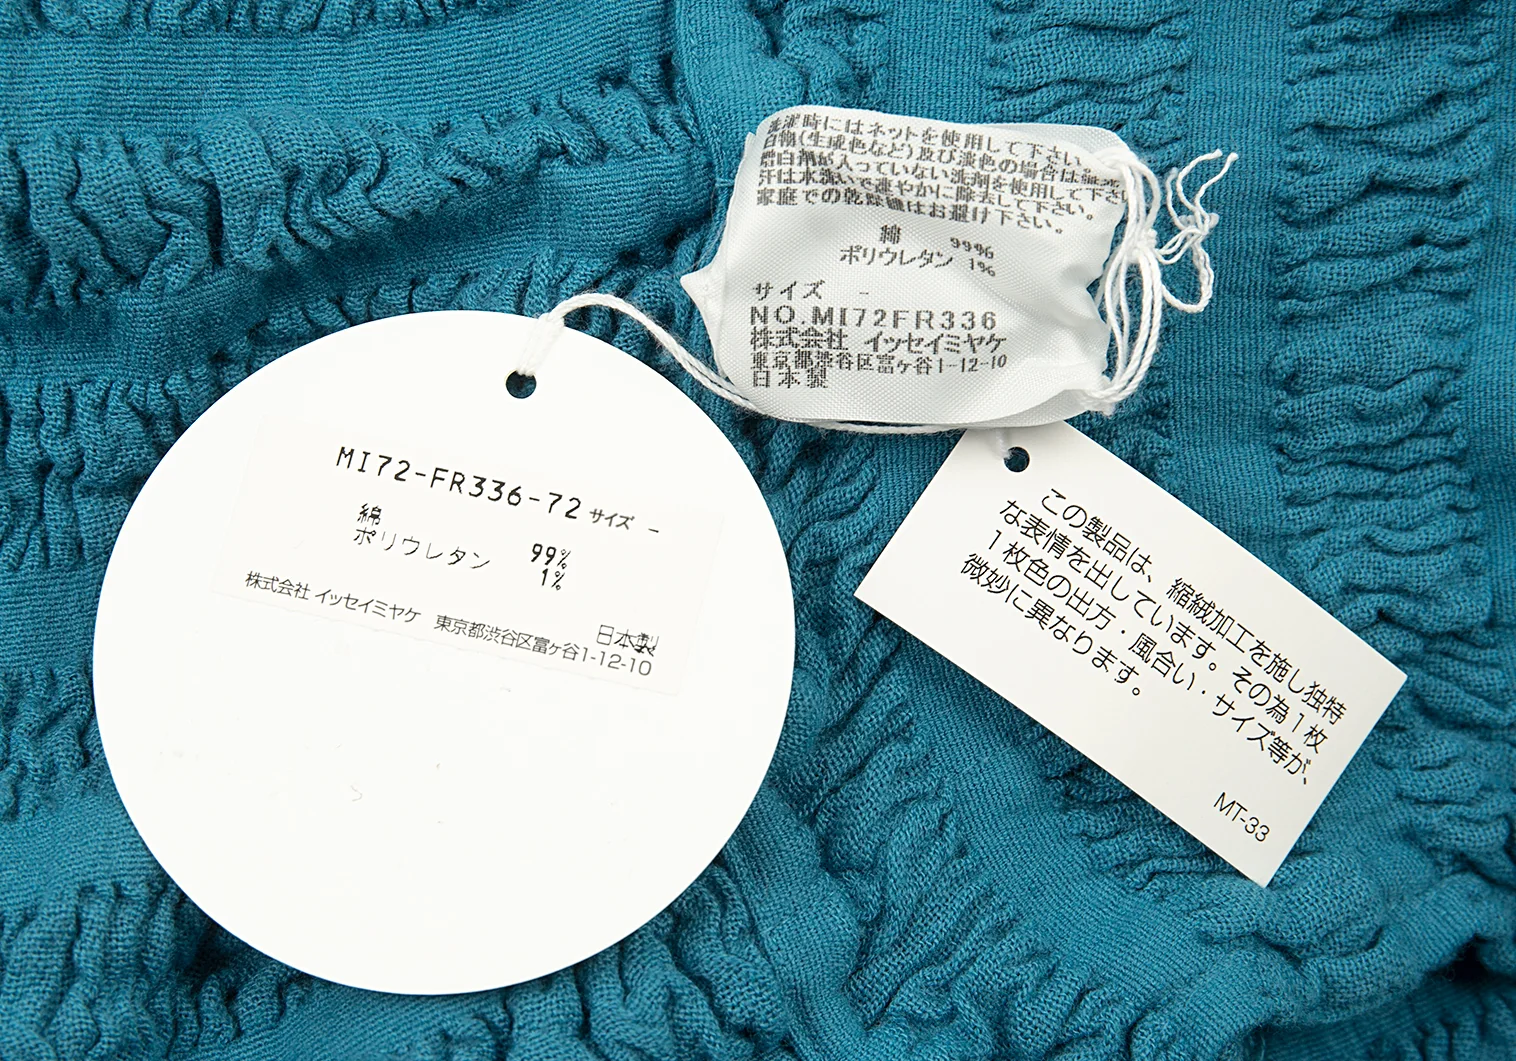 洗濯時にはネットを使用して下さい。
白物(生成色など)及び淡色の場合は蛍光
増白剤が入っていない洗剤を使用して下さい
汗は水洗いで速やかに除去して下さい。
家庭での乾燥機はお避け下さい。
綿 99%
ポリウレタン 1%
サイズ -
NO.MI72FR336
株式会社 イッセイミヤケ
東京都渋谷区富ヶ谷1-12-10
日本製
MI72-FR336-72 サイズ -
綿 99%
ポリウレタン 1%
日本製
株式会社 イッセイミヤケ 東京都渋谷区富ヶ谷1-12-10
この製品は、縮絨加工を施し独特
な表情を出しています。その為1枚
1枚色の出方・風合い・サイズ等が、
微妙に異なります。
MT-33